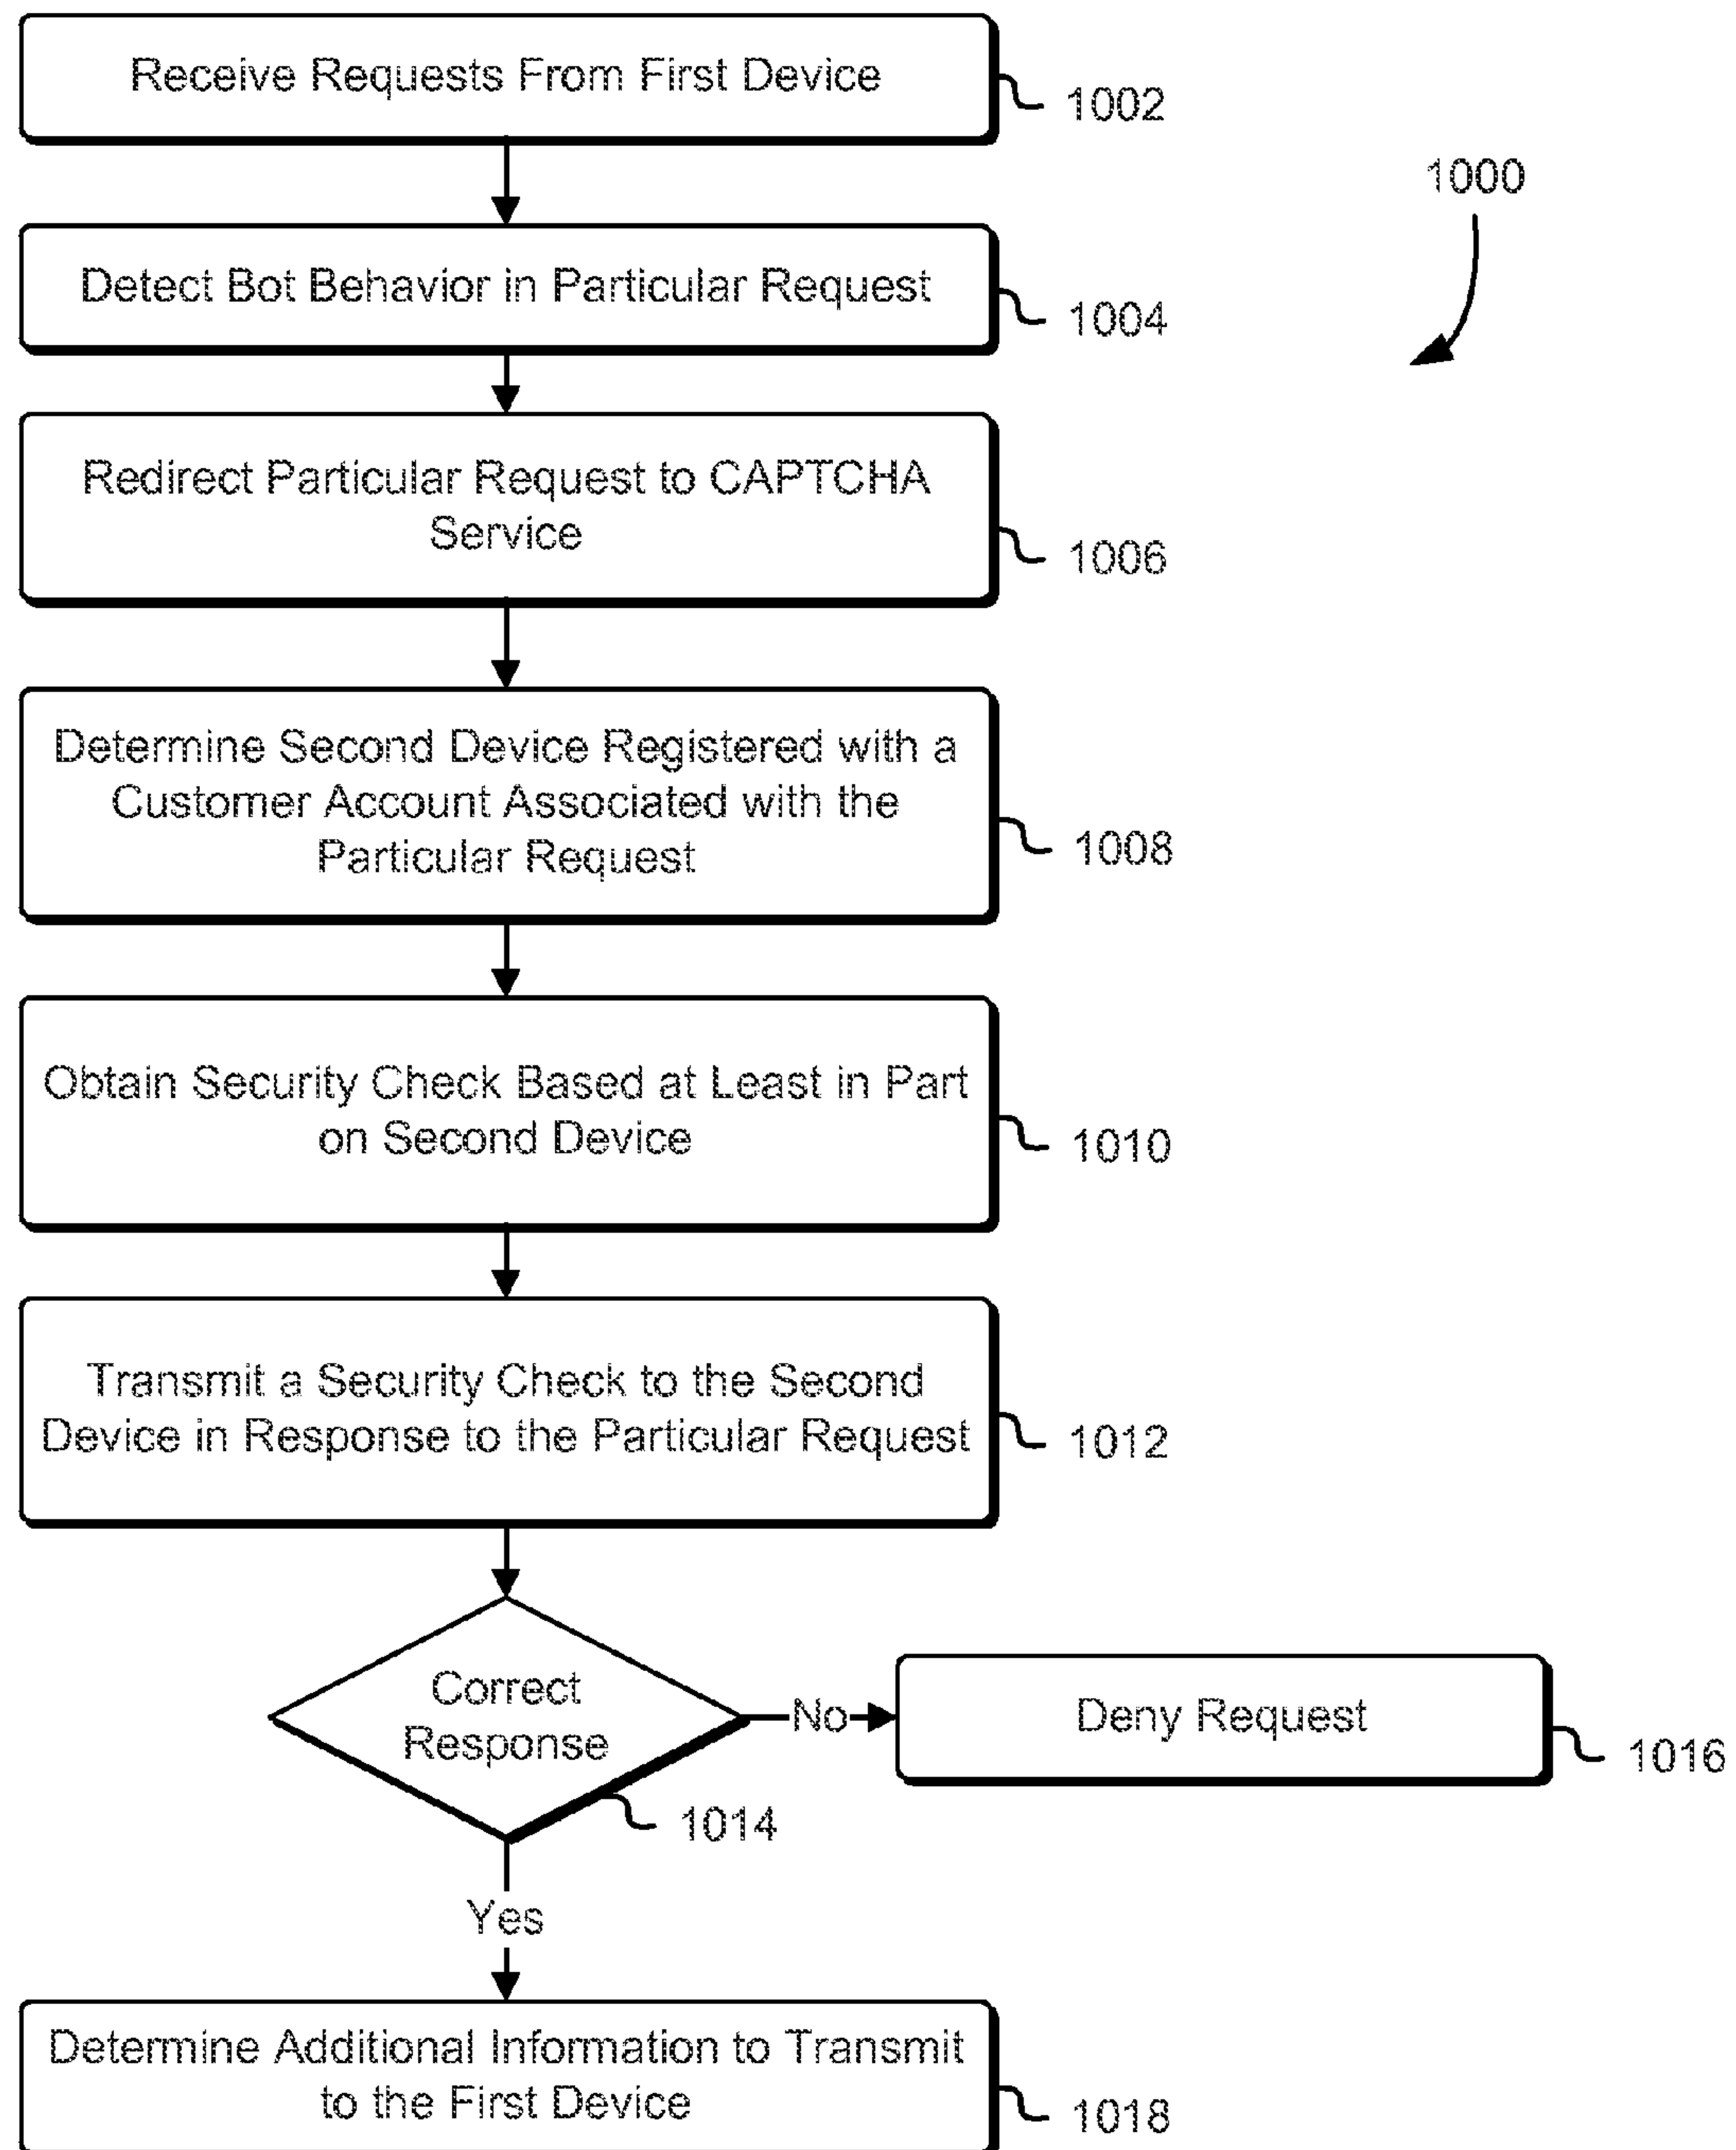 Receive Requests From First Device
1002
1000
Detect Bot Behavior in Particular Request
1004
Redirect Particular Request to CAPTCHA
Service
1006
Determine Second Device Registered with a
Customer Account Associated with the
Particular Request
1008
Obtain Security Check Based at Least in Part
on Second Device
1010
Transmit a Security Check to the Second
Device in Response to the Particular Request
1012
Correct
Response
No
Deny Request
1016
1014
Yes
Determine Additional Information to Transmit
to the First Device
1018